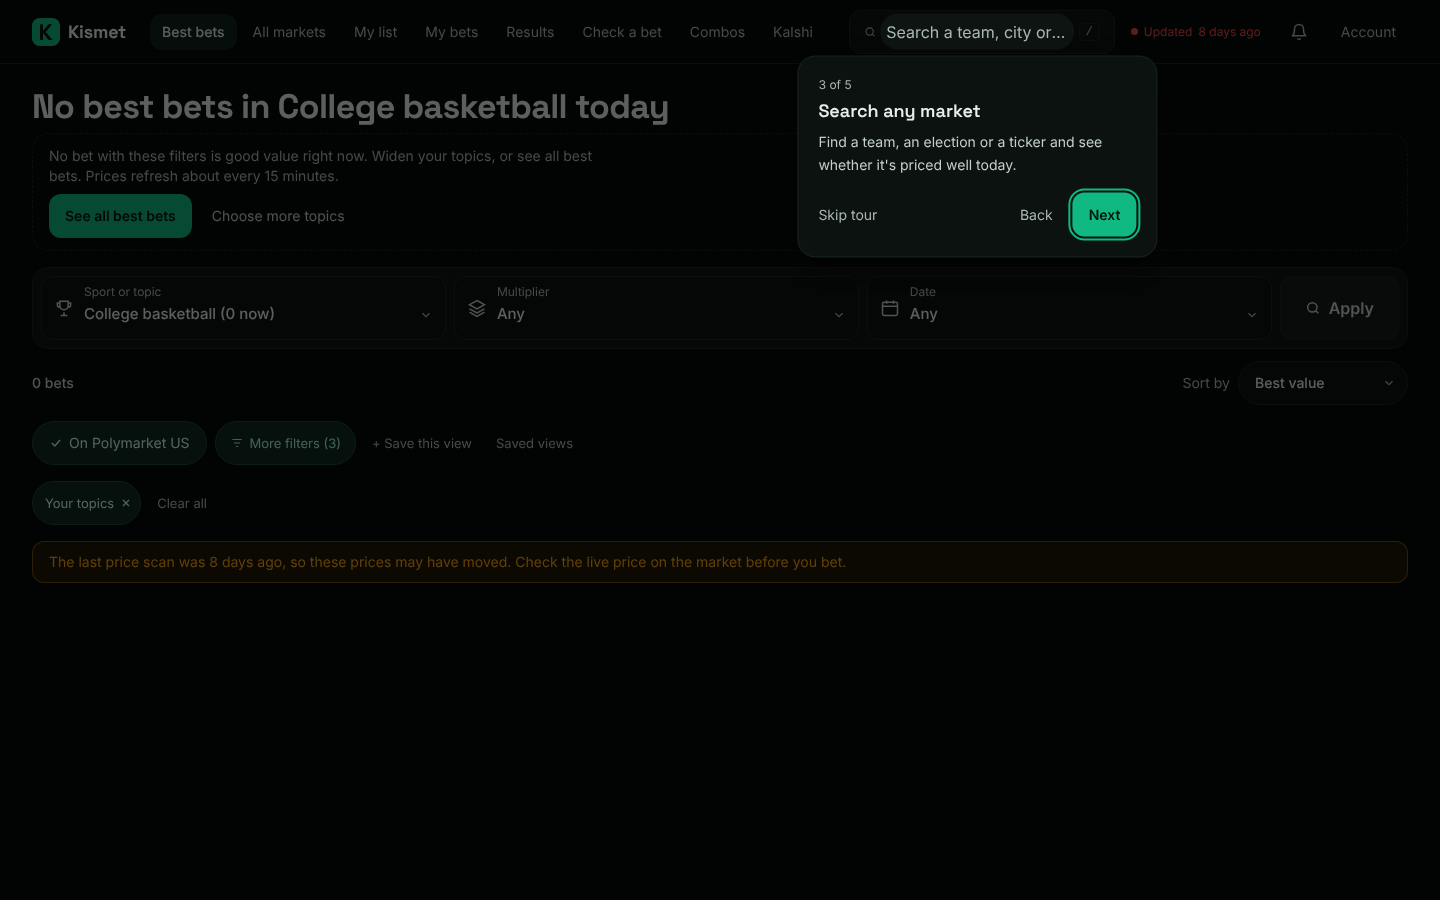 K Kismet
Best bets
All markets
My list
My bets
Results
Check a bet
Combos
Kalshi
Search a team, city or...
/
Updated 8 days ago
Account
No best bets in College basketball today
No bet with these filters is good value right now. Widen your topics, or see all best
bets. Prices refresh about every 15 minutes.
See all best bets
Choose more topics
3 of 5
Search any market
Find a team, an election or a ticker and see
whether it's priced well today.
Skip tour
Back
Next
Sport or topic
College basketball (0 now)
Multiplier
Any
Date
Any
Apply
0 bets
Sort by
Best value
On Polymarket US
More filters (3)
+ Save this view
Saved views
Your topics ×
Clear all
The last price scan was 8 days ago, so these prices may have moved. Check the live price on the market before you bet.